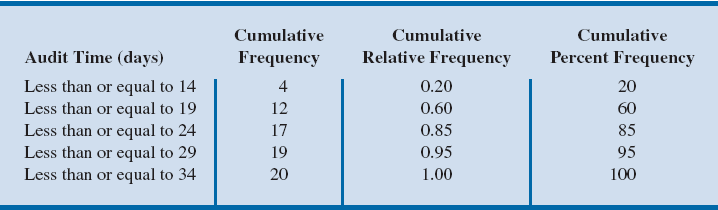 Cumulative Cumulative Cumulative
Audit Time (days) Frequency Relative Frequency Percent Frequency
Less than or equal to 14 4 0.20 20
Less than or equal to 19 12 0.60 60
Less than or equal to 24 17 0.85 85
Less than or equal to 29 19 0.95 95
Less than or equal to 34 20 1.00 100